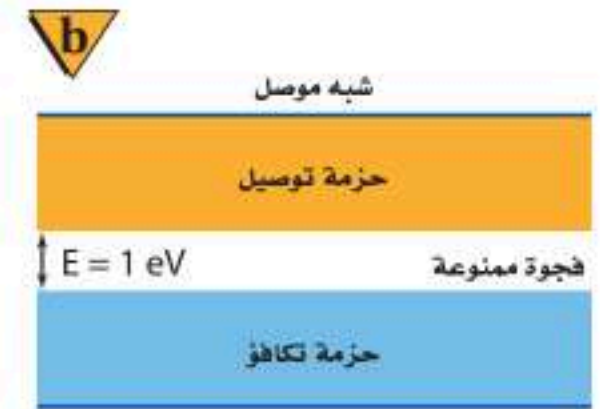 b
شبه موصل
حزمة توصيل
فجوة ممنوعة
E = 1 eV
حزمة تكافؤ